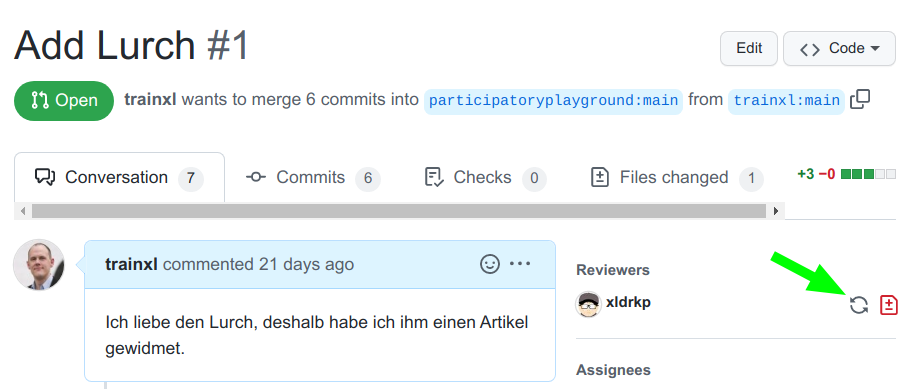 Add Lurch #1
Edit
Code
Open
trainxl wants to merge 6 commits into participatoryplayground:main from trainxl:main
Conversation 7
Commits 6
Checks 0
Files changed 1
+3 −0
trainxl commented 21 days ago
Ich liebe den Lurch, deshalb habe ich ihm einen Artikel
gewidmet.
Reviewers
xldrkp
Assignees